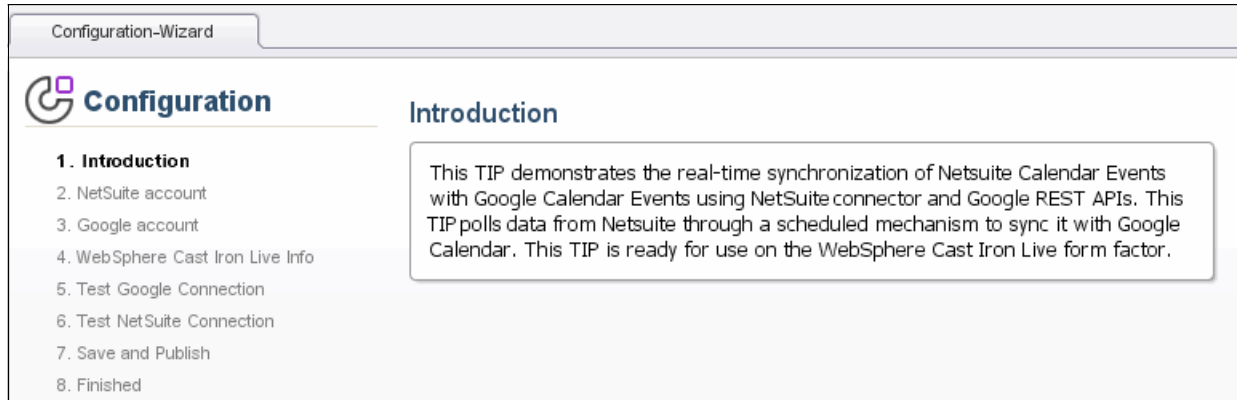 Configuration-Wizard
Configuration
1. Introduction
2. NetSuite account
3. Google account
4. WebSphere Cast Iron Live Info
5. Test Google Connection
6. Test NetSuite Connection
7. Save and Publish
8. Finished
Introduction
This TIP demonstrates the real-time synchronization of Netsuite Calendar Events
with Google Calendar Events using NetSuite connector and Google REST APIs. This
TIP polls data from Netsuite through a scheduled mechanism to sync it with Google
Calendar. This TIP is ready for use on the WebSphere Cast Iron Live form factor.